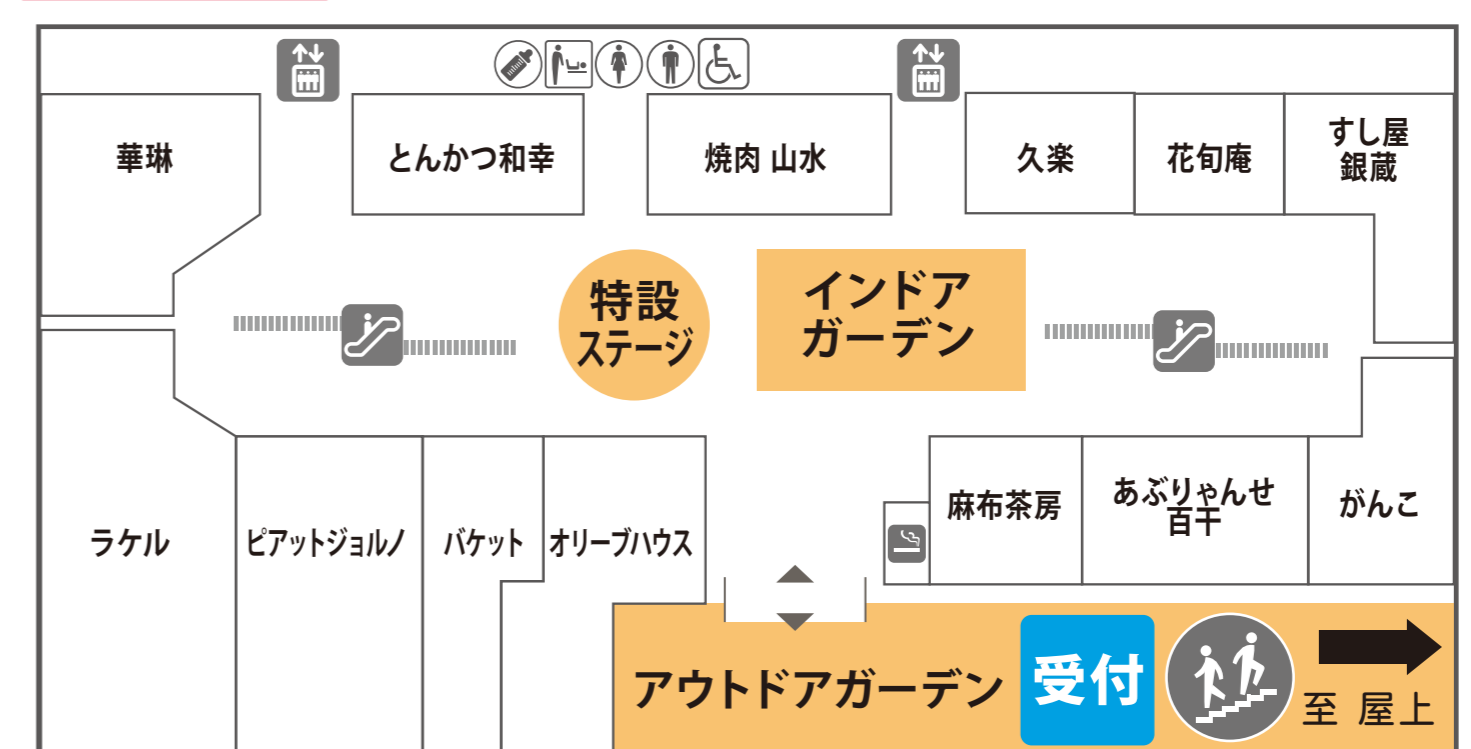 華琳
とんかつ和幸
焼肉 山水
久楽
花旬庵
すし屋
銀蔵
特設
ステージ
インドア
ガーデン
ラケル
ピアットジョルノ
バケット
オリーブハウス
麻布茶房
あぶりゃんせ
百干
がんこ
アウトドアガーデン
受付
至 屋上